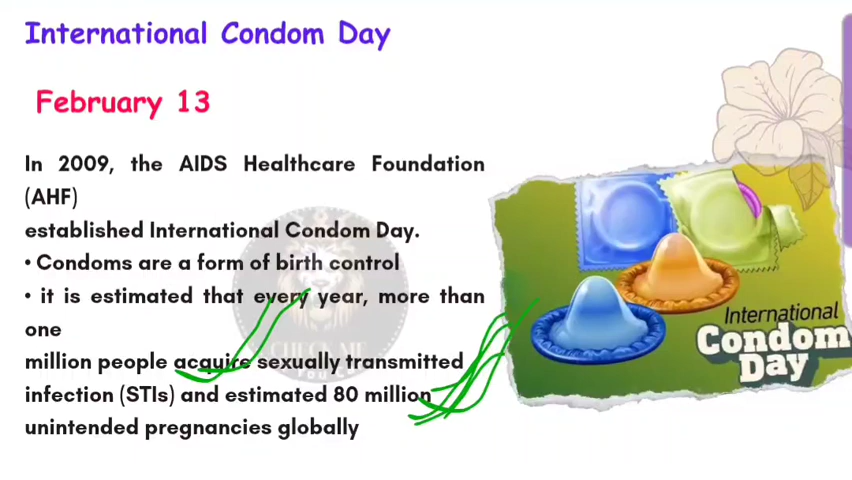 International Condom Day
February 13
In 2009, the AIDS Healthcare Foundation
(AHF)
established International Condom Day.
• Condoms are a form of birth control
• it is estimated that every year, more than
one
million people acquire sexually transmitted
infection (STIs) and estimated 80 million
unintended pregnancies globally
International
Condom
Day
CHECK ME